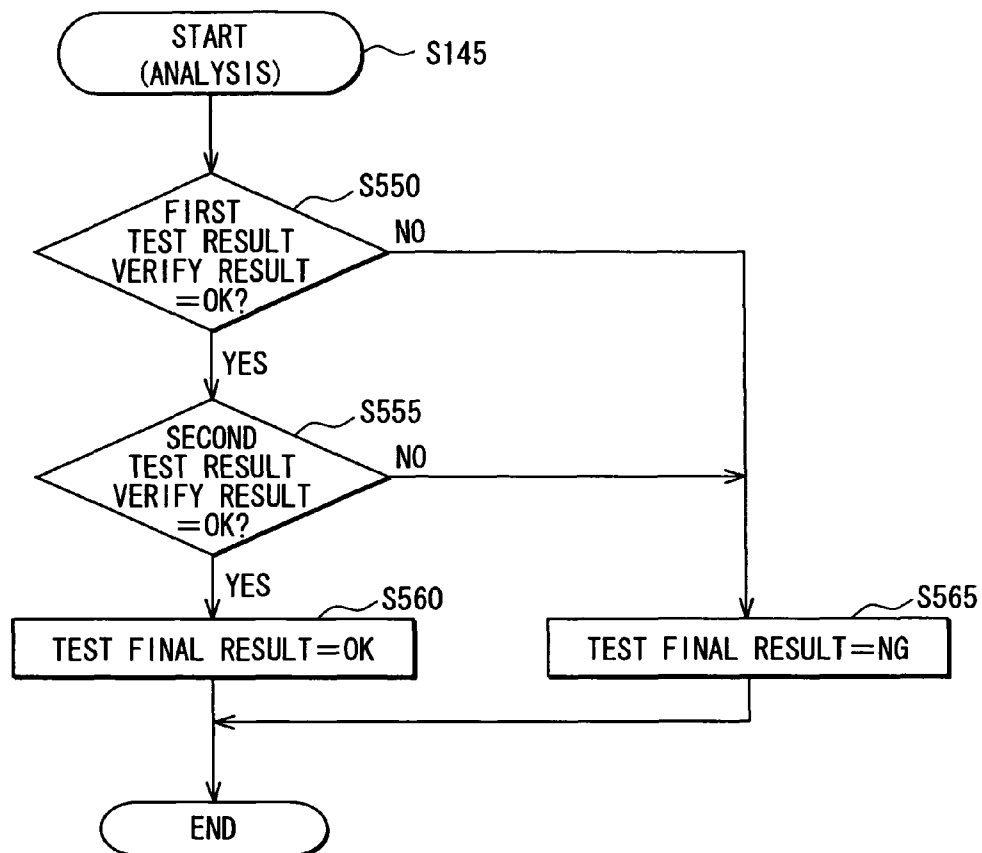 START
(ANALYSIS)
S145
S550
FIRST
TEST RESULT
VERIFY RESULT
=OK?
NO
YES
S555
SECOND
TEST RESULT
VERIFY RESULT
=OK?
NO
YES
S560
TEST FINAL RESULT=OK
S565
TEST FINAL RESULT=NG
END